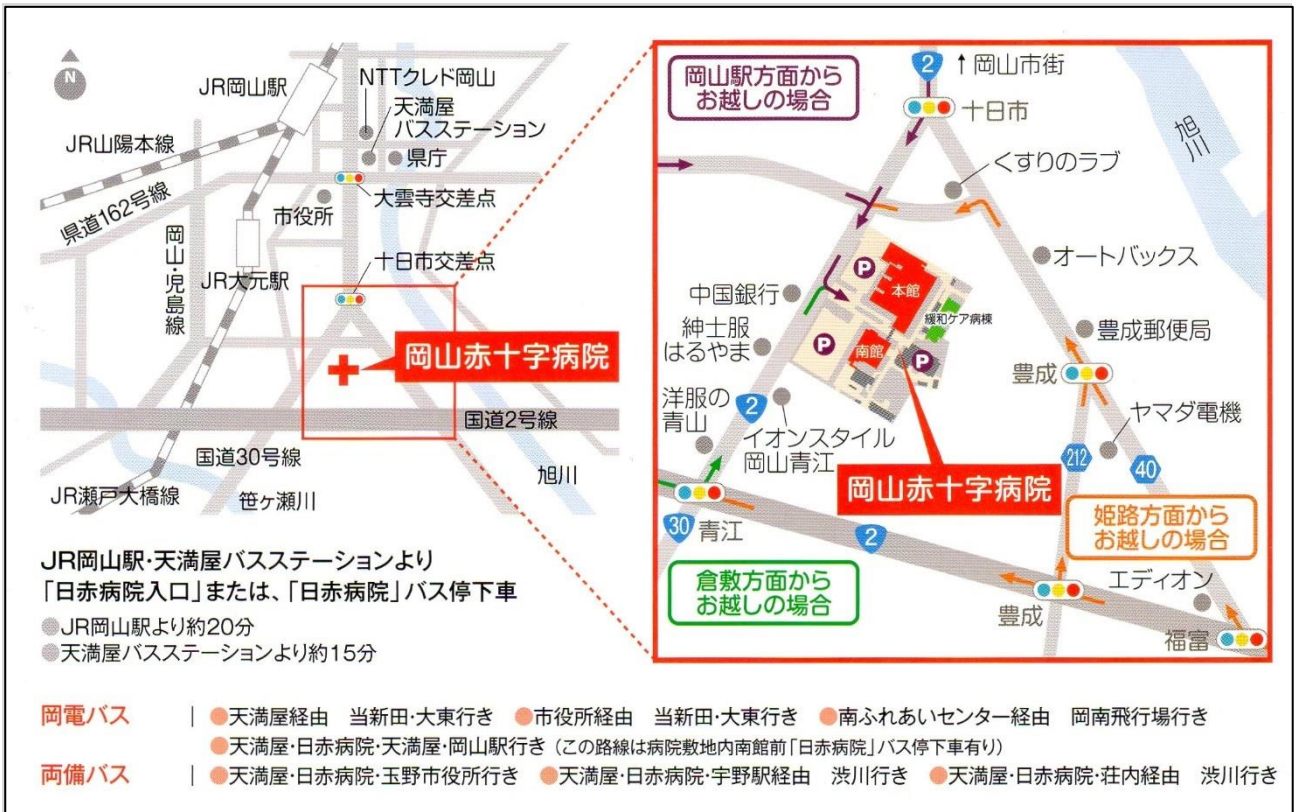 N
JR岡山駅
NTTクレド岡山
天満屋
バスステーション
県庁
JR山陽本線
大雲寺交差点
県道162号線
市役所
岡山・児島線
JR大元駅
十日市交差点
岡山赤十字病院
国道2号線
国道30号線
旭川
JR瀬戸大橋線
笹ヶ瀬川
岡山駅方面から
お越しの場合
2
↑岡山市街
十日市
旭川
くすりのラブ
オートバックス
P
本館
中国銀行
緩和ケア病棟
紳士服
はるやま
P
南館
P
豊成郵便局
豊成
洋服の
青山
2
イオンスタイル
岡山青江
ヤマダ電機
212
40
岡山赤十字病院
30
青江
2
姫路方面から
お越しの場合
倉敷方面から
お越しの場合
エディオン
豊成
福富
JR岡山駅・天満屋バスステーションより
「日赤病院入口」または、「日赤病院」バス停下車
●JR岡山駅より約20分
●天満屋バスステーションより約15分
岡電バス | ●天満屋経由 当新田・大東行き ●市役所経由 当新田・大東行き ●南ふれあいセンター経由 岡南飛行場行き
●天満屋・日赤病院・天満屋・岡山駅行き(この路線は病院敷地内南館前「日赤病院」バス停下車有り)
両備バス | ●天満屋・日赤病院・玉野市役所行き ●天満屋・日赤病院・宇野駅経由 渋川行き ●天満屋・日赤病院・荘内経由 渋川行き